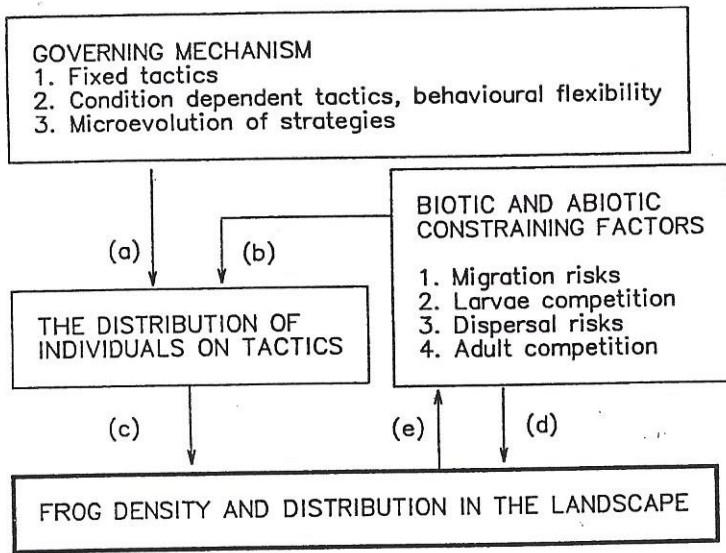 GOVERNING MECHANISM
1. Fixed tactics
2. Condition dependent tactics, behavioural flexibility
3. Microevolution of strategies
(a)
(b)
BIOTIC AND ABIOTIC
CONSTRAINING FACTORS
1. Migration risks
2. Larvae competition
3. Dispersal risks
4. Adult competition
THE DISTRIBUTION OF
INDIVIDUALS ON TACTICS
(c)
(e)
(d)
FROG DENSITY AND DISTRIBUTION IN THE LANDSCAPE